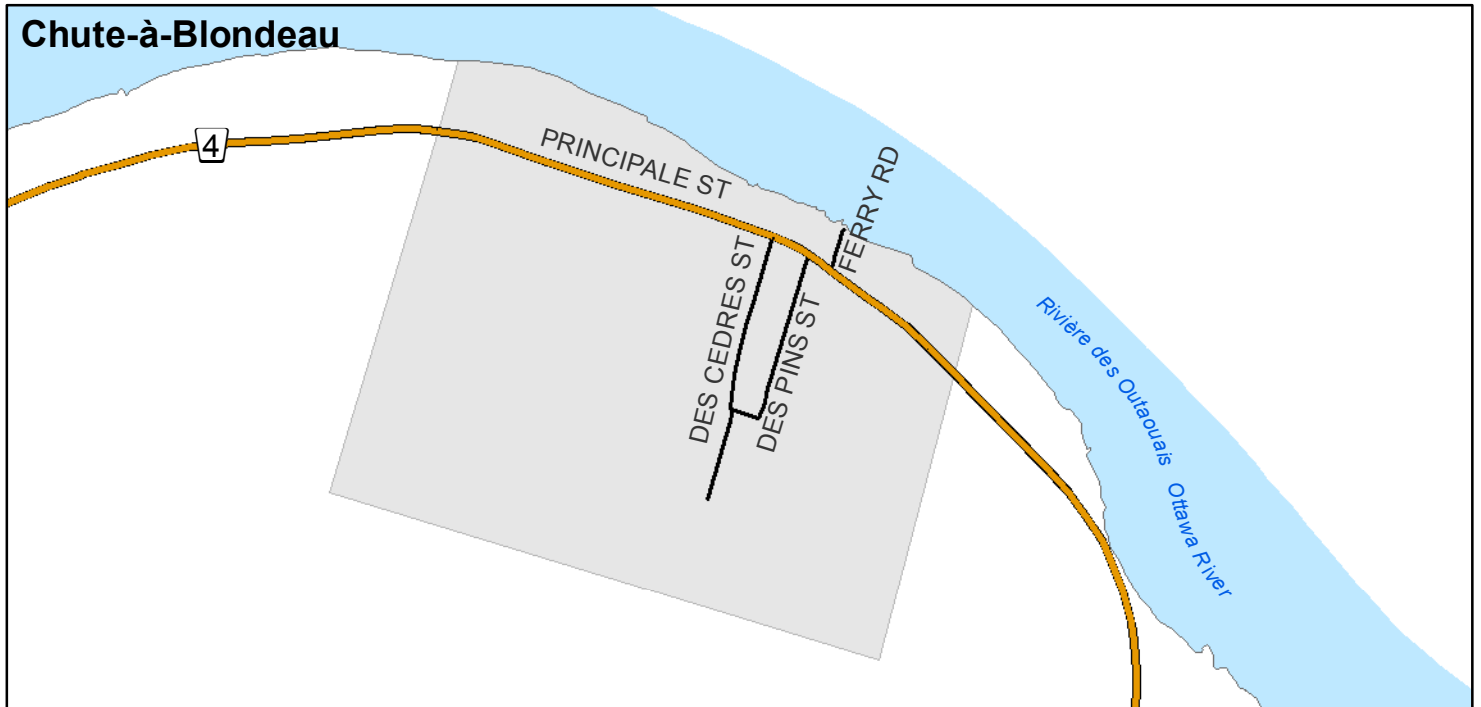 Chute-à-Blondeau
4
PRINCIPALE ST
FERRY RD
DES CEDRES ST
DES PINS ST
Rivière des Outaouais Ottawa River